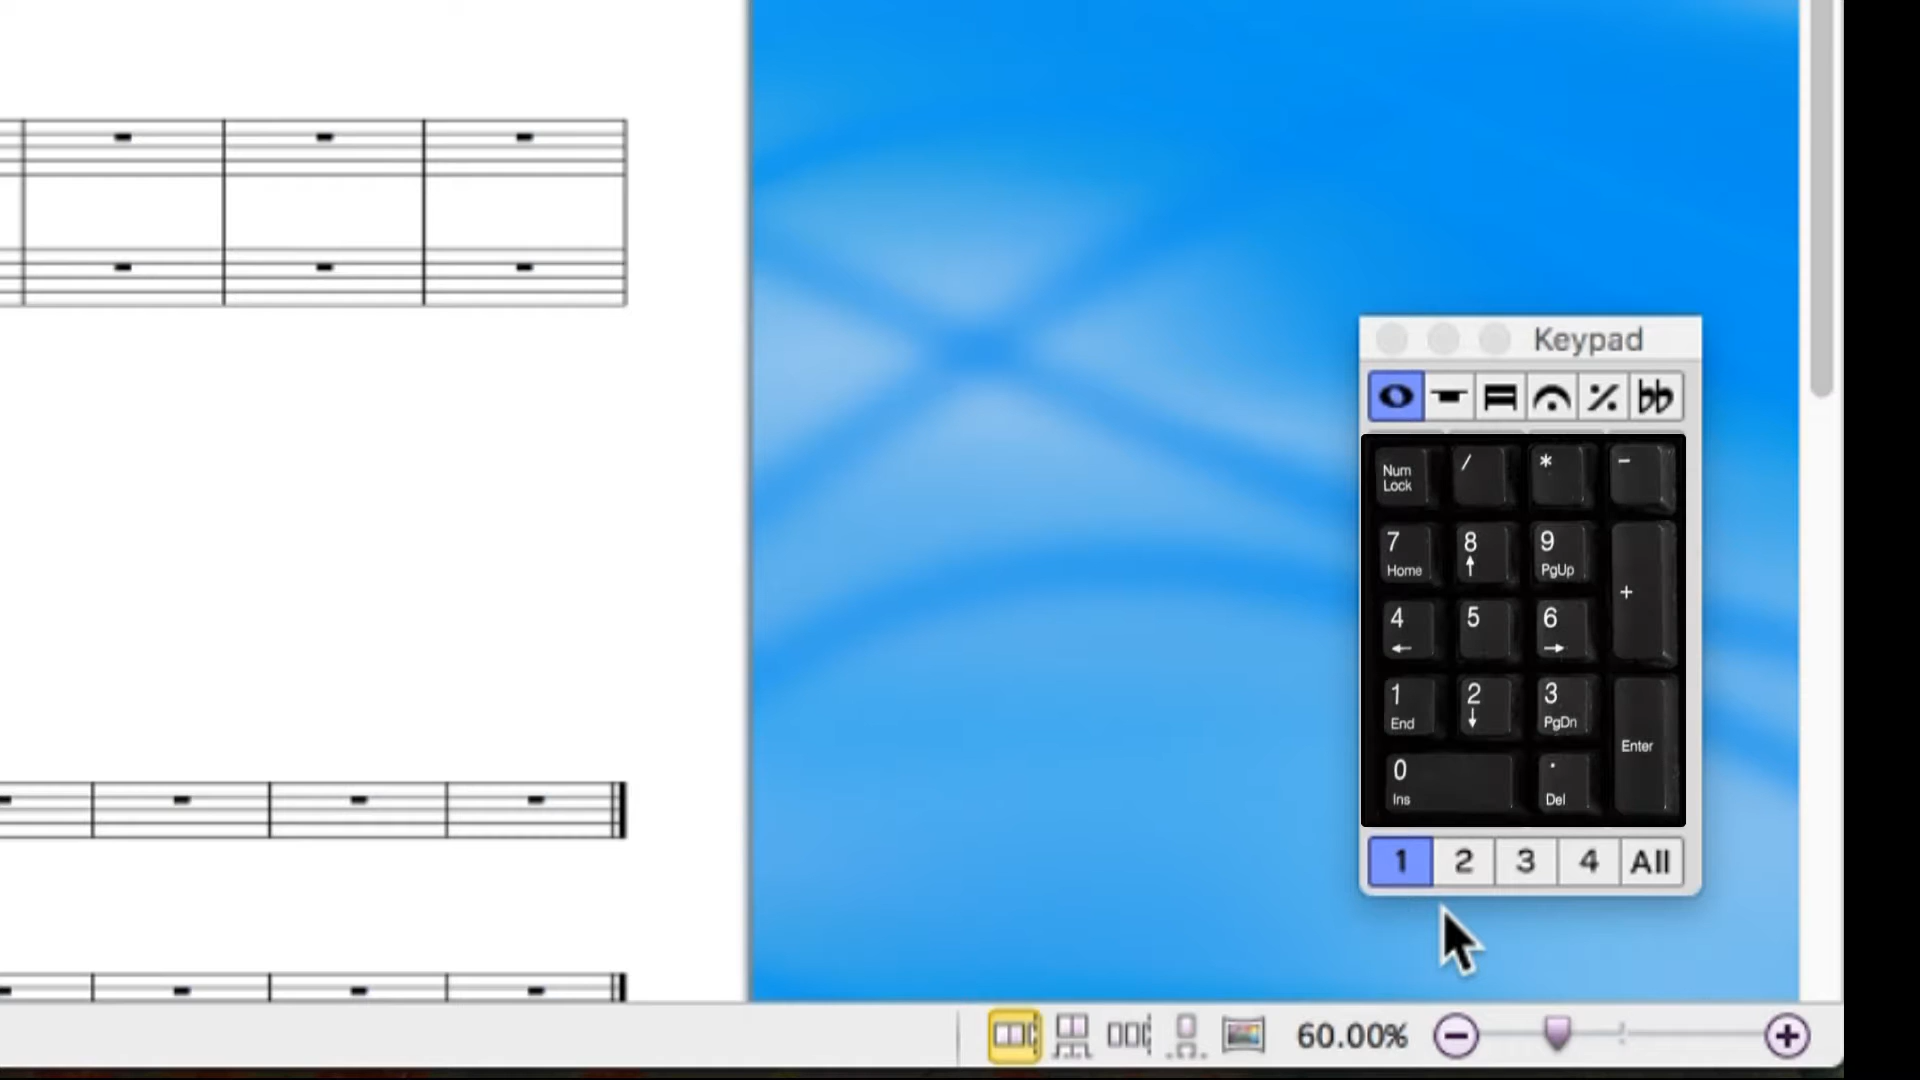 Keypad
Num Lock / * -
7 Home 8 9 PgUp +
4 5 6
1 End 2 3 PgDn Enter
0 Ins . Del
1 2 3 4 All
60.00%